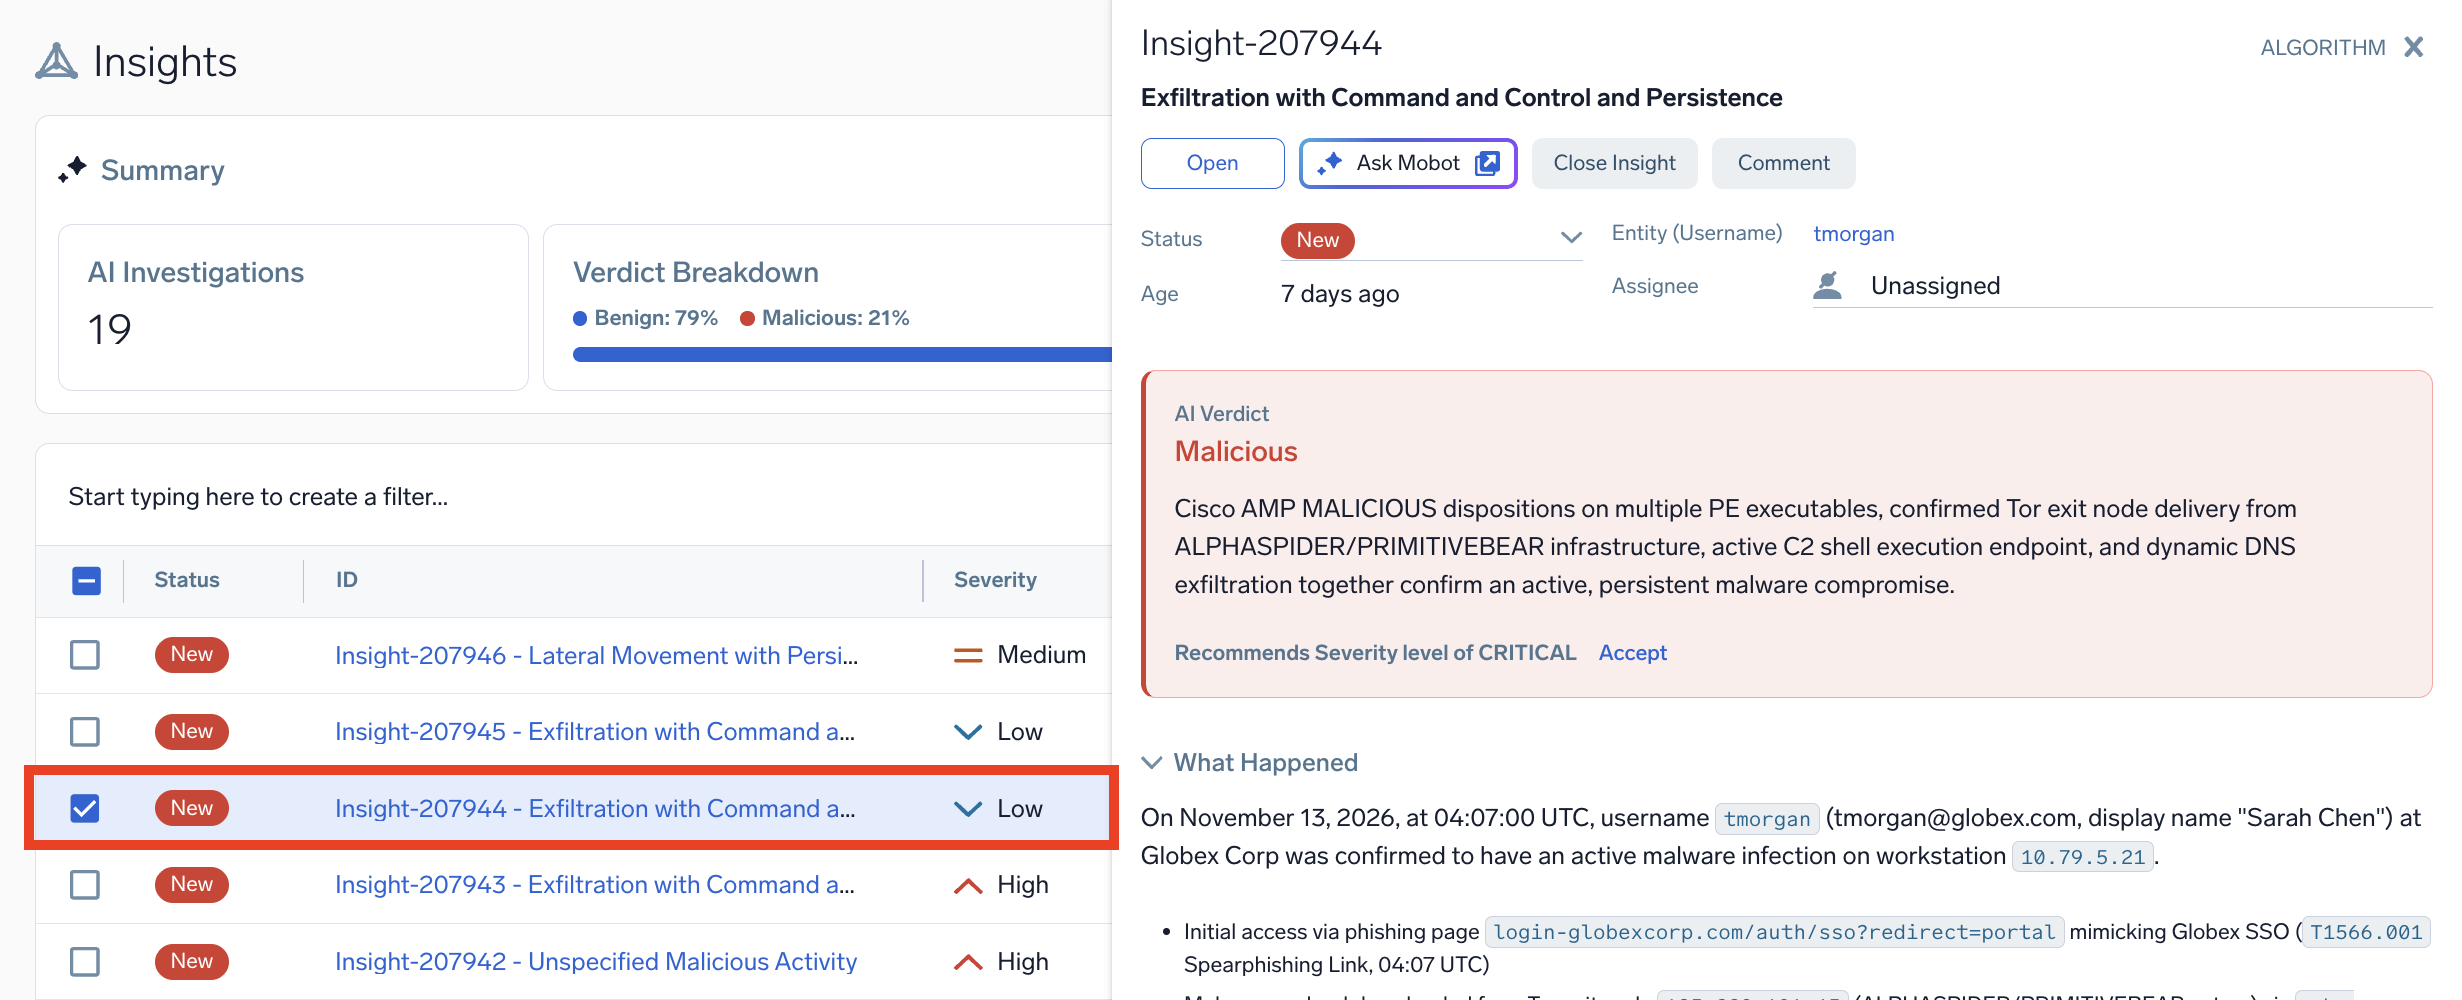 Insights
Summary
AI Investigations
19
Verdict Breakdown
Benign: 79% Malicious: 21%
Start typing here to create a filter...
Status ID Severity
New Insight-207946 - Lateral Movement with Persi... Medium
New Insight-207945 - Exfiltration with Command a... Low
New Insight-207944 - Exfiltration with Command a... Low
New Insight-207943 - Exfiltration with Command a... High
New Insight-207942 - Unspecified Malicious Activity High
Insight-207944
ALGORITHM
Exfiltration with Command and Control and Persistence
Open Ask Mobot Close Insight Comment
Status New Entity (Username) tmorgan
Age 7 days ago Assignee Unassigned
AI Verdict
Malicious
Cisco AMP MALICIOUS dispositions on multiple PE executables, confirmed Tor exit node delivery from
ALPHASPIDER/PRIMITIVEBEAR infrastructure, active C2 shell execution endpoint, and dynamic DNS
exfiltration together confirm an active, persistent malware compromise.
Recommends Severity level of CRITICAL Accept
What Happened
On November 13, 2026, at 04:07:00 UTC, username tmorgan (tmorgan@globex.com, display name "Sarah Chen") at
Globex Corp was confirmed to have an active malware infection on workstation 10.79.5.21.
• Initial access via phishing page login-globexcorp.com/auth/sso?redirect=portal mimicking Globex SSO (T1566.001
Spearphishing Link, 04:07 UTC)